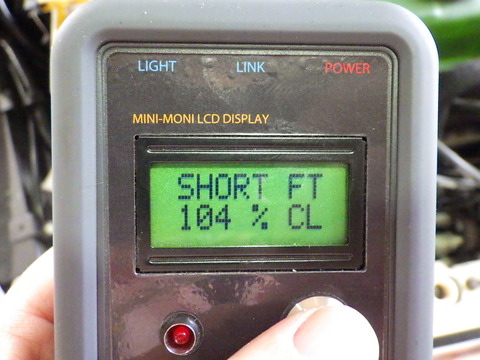 LIGHT LINK POWER
MINI-MONI LCD DISPLAY
SHORT FT
104 % CL